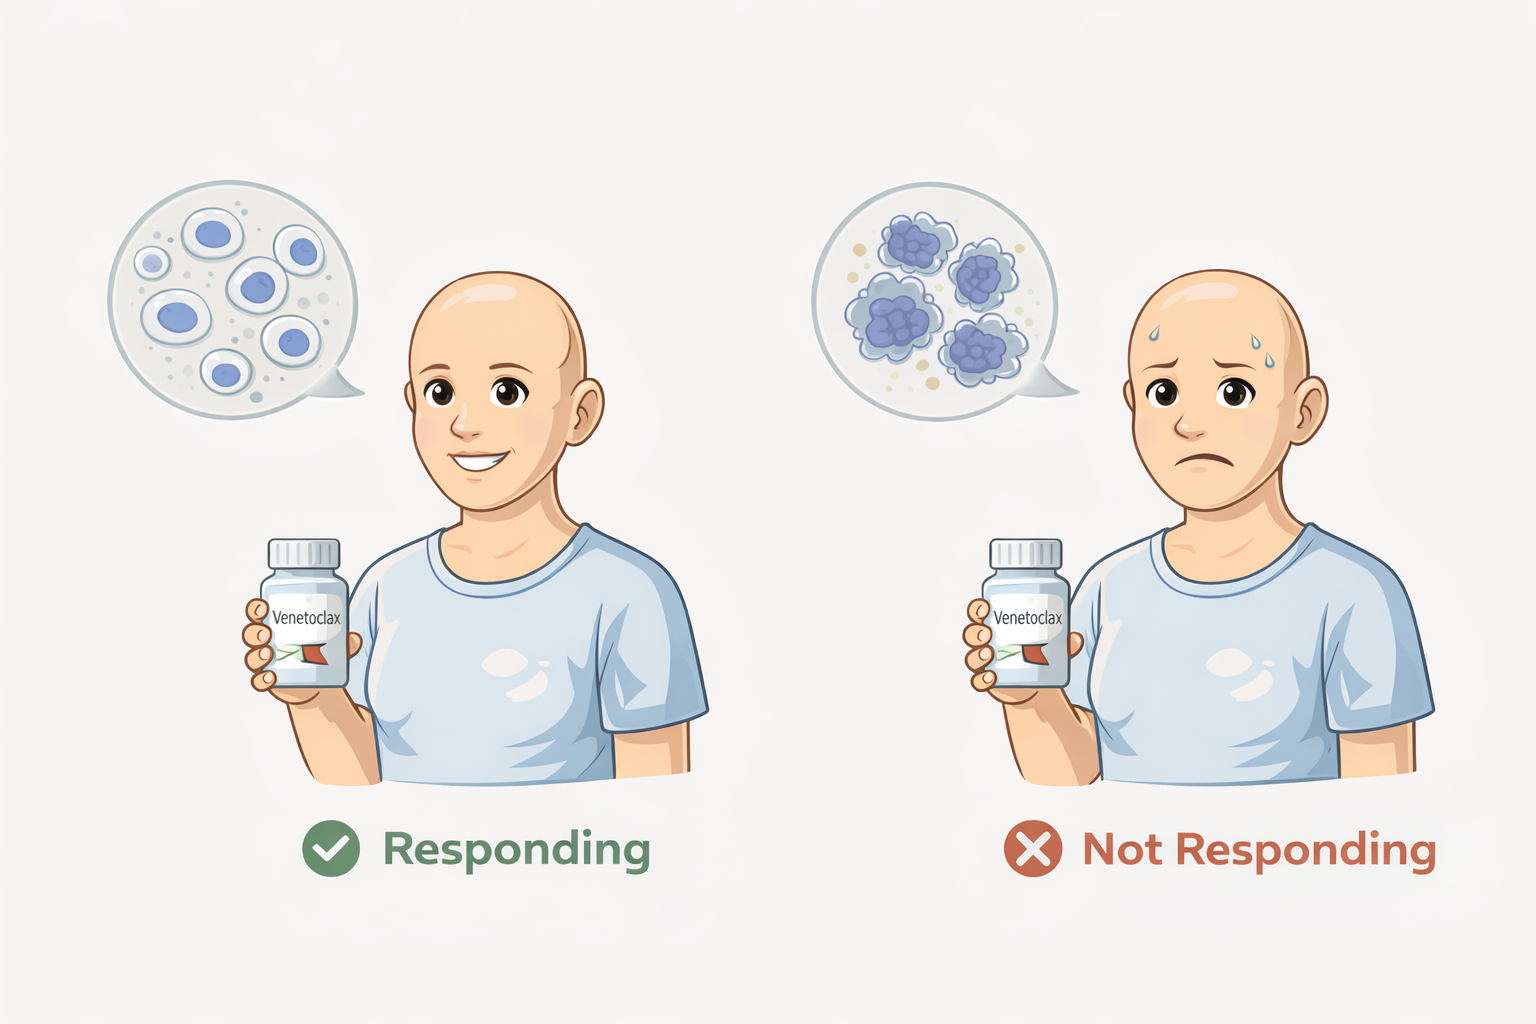 Venetoclax
Responding
Venetoclax
Not Responding